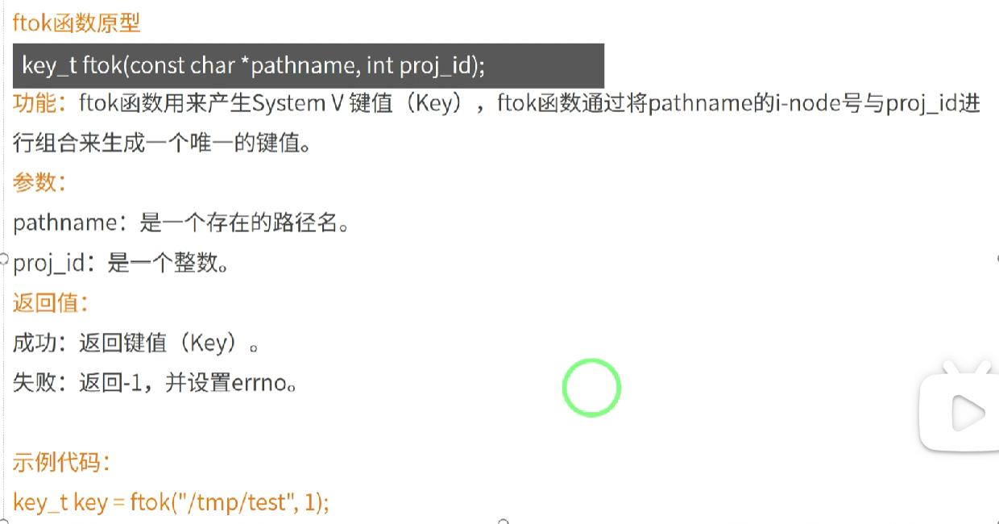 ftok函数原型
key_t ftok(const char *pathname, int proj_id);
功能：ftok函数用来产生System V 键值（Key），ftok函数通过将pathname的i-node号与proj_id进
行组合来生成一个唯一的键值。
参数：
pathname：是一个存在的路径名。
proj_id：是一个整数。
返回值：
成功：返回键值（Key）。
失败：返回-1，并设置errno。
示例代码：
key_t key = ftok("/tmp/test", 1);